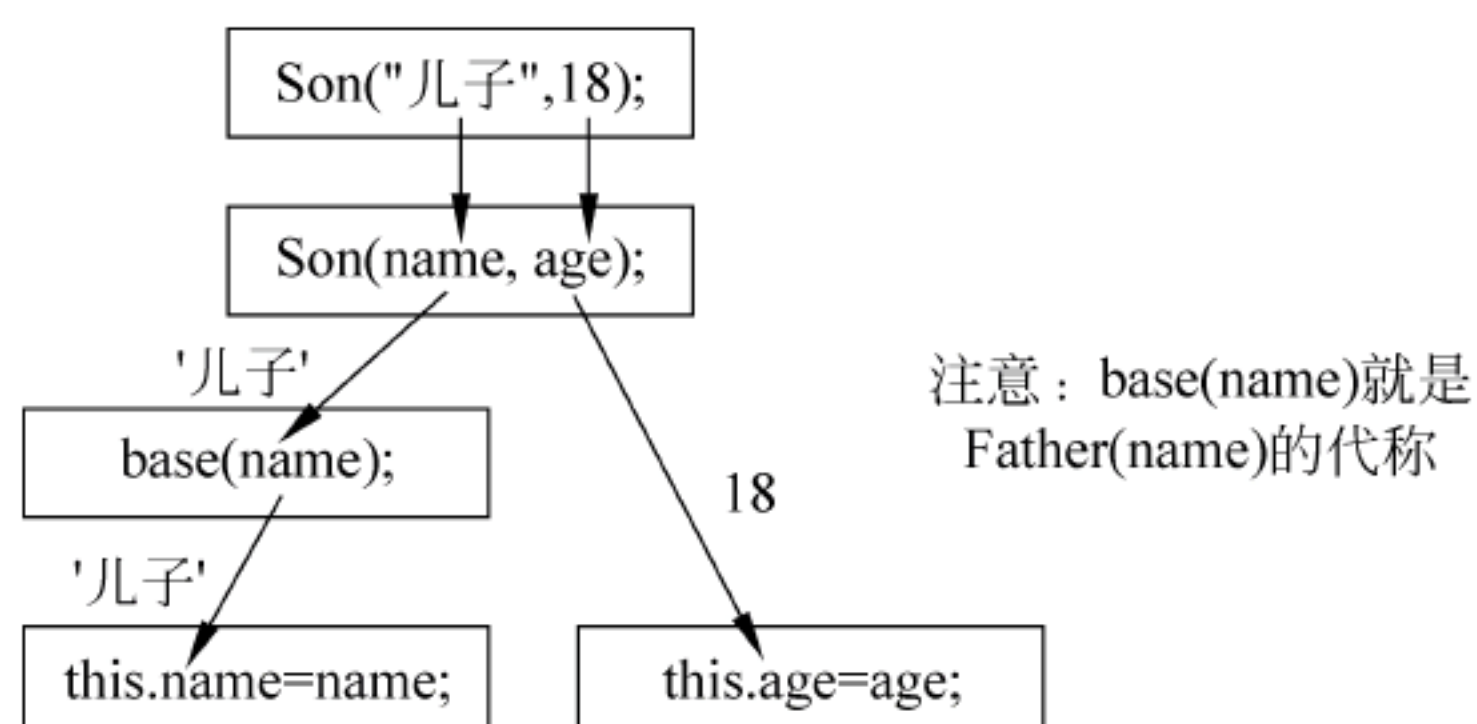 Son("儿子",18);
Son(name, age);
'儿子'
base(name);
注意：base(name)就是
Father(name)的代称
18
'儿子'
this.name=name;
this.age=age;